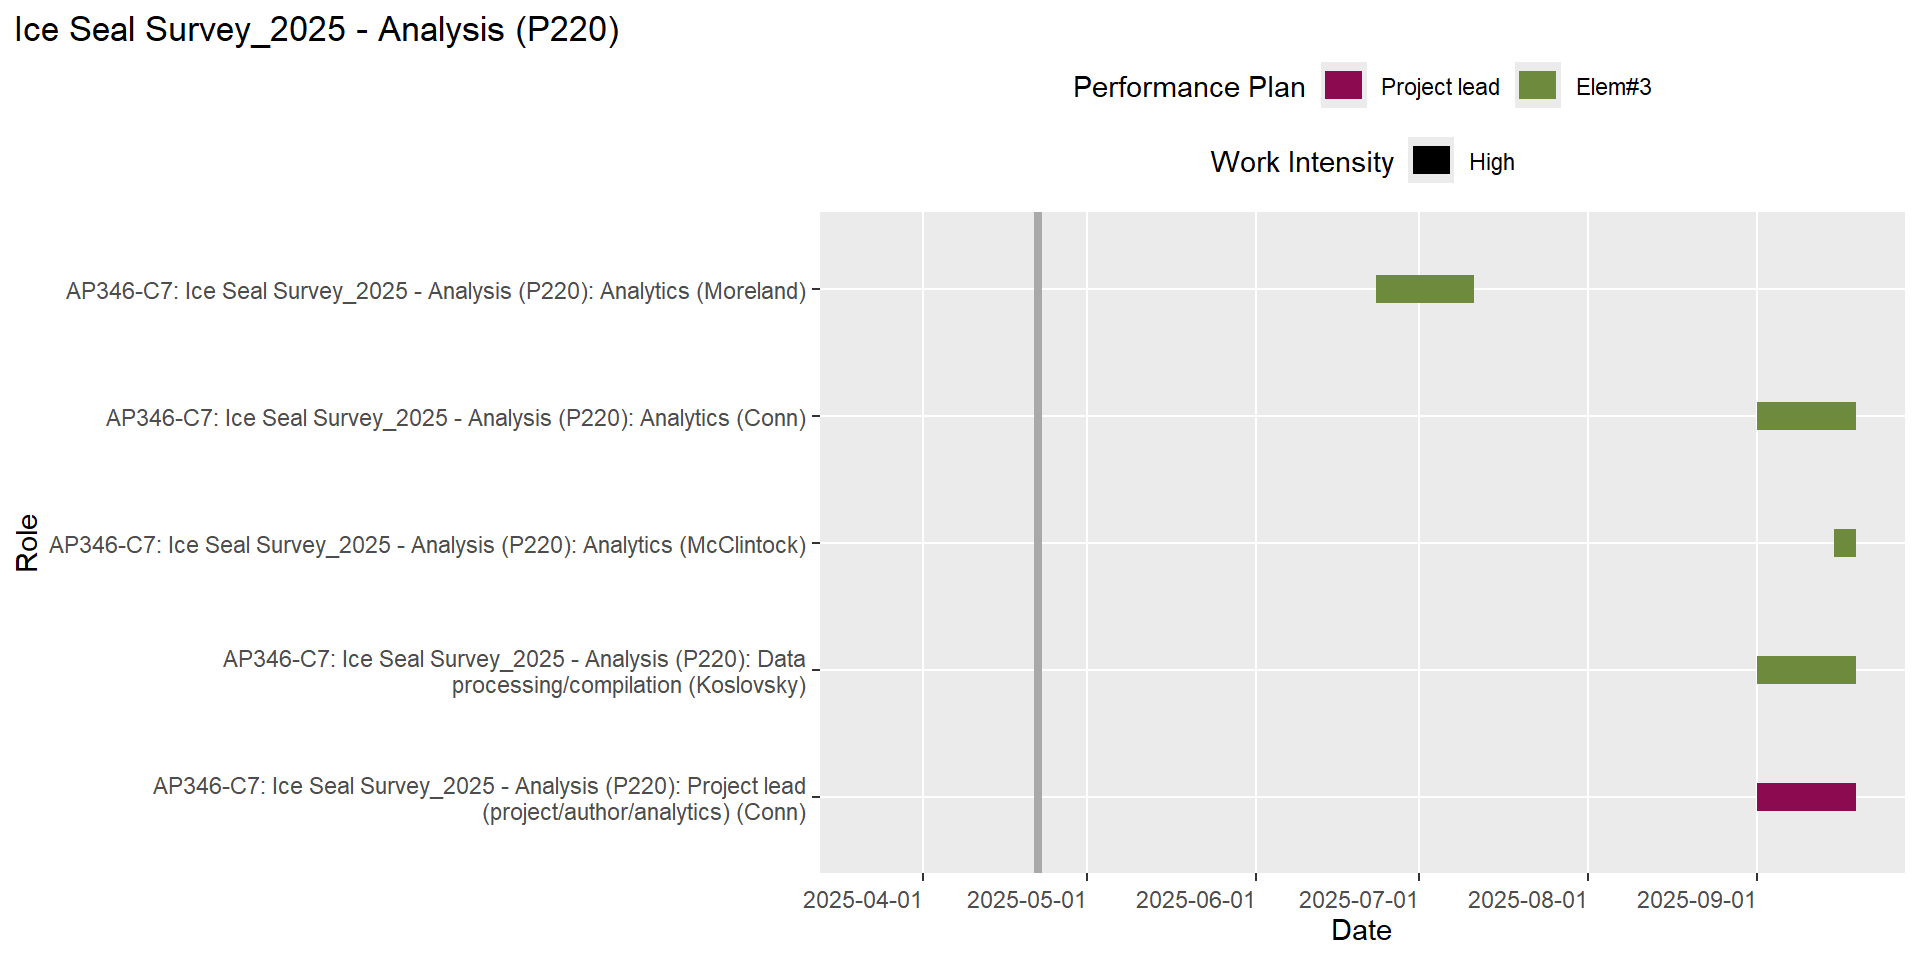 Ice Seal Survey_2025 - Analysis (P220)
Performance Plan Project lead Elem#3
Work Intensity High
AP346-C7: Ice Seal Survey_2025 - Analysis (P220): Analytics (Moreland)
AP346-C7: Ice Seal Survey_2025 - Analysis (P220): Analytics (Conn)
Role
AP346-C7: Ice Seal Survey_2025 - Analysis (P220): Analytics (McClintock)
AP346-C7: Ice Seal Survey_2025 - Analysis (P220): Data
processing/compilation (Koslovsky)
AP346-C7: Ice Seal Survey_2025 - Analysis (P220): Project lead
(project/author/analytics) (Conn)
2025-04-01 2025-05-01 2025-06-01 2025-07-01 2025-08-01 2025-09-01
Date